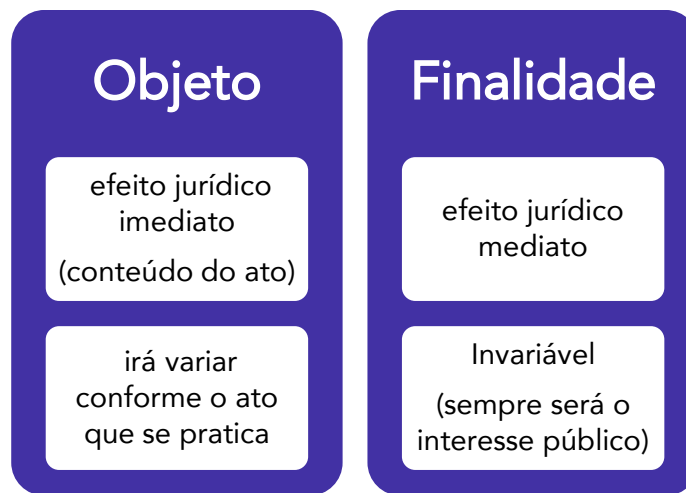 Objeto
efeito jurídico
imediato
(conteúdo do ato)
irá variar
conforme o ato
que se pratica
Finalidade
efeito jurídico
mediato
Invariável
(sempre será o
interesse público)